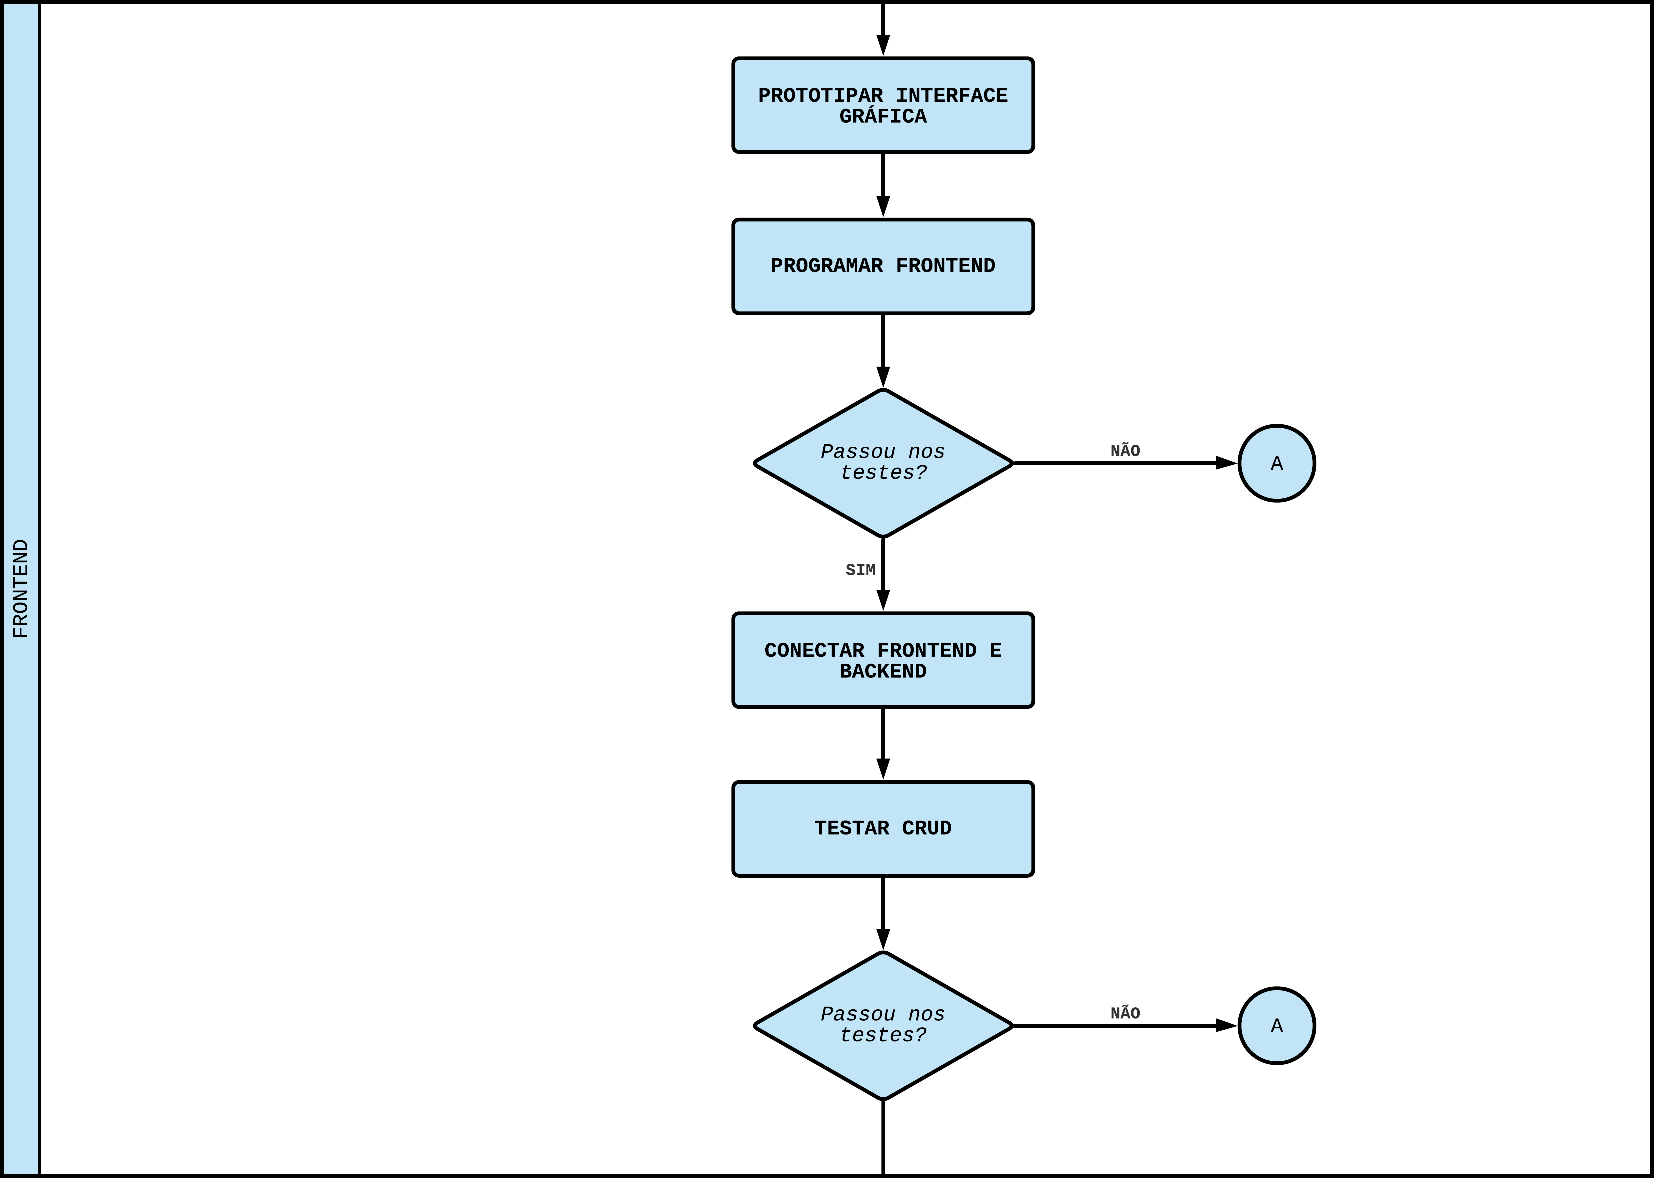 FRONTEND
PROTOTIPAR INTERFACE
GRÁFICA
PROGRAMAR FRONTEND
Passou nos
testes?
NÃO
A
SIM
CONECTAR FRONTEND E
BACKEND
TESTAR CRUD
Passou nos
testes?
NÃO
A